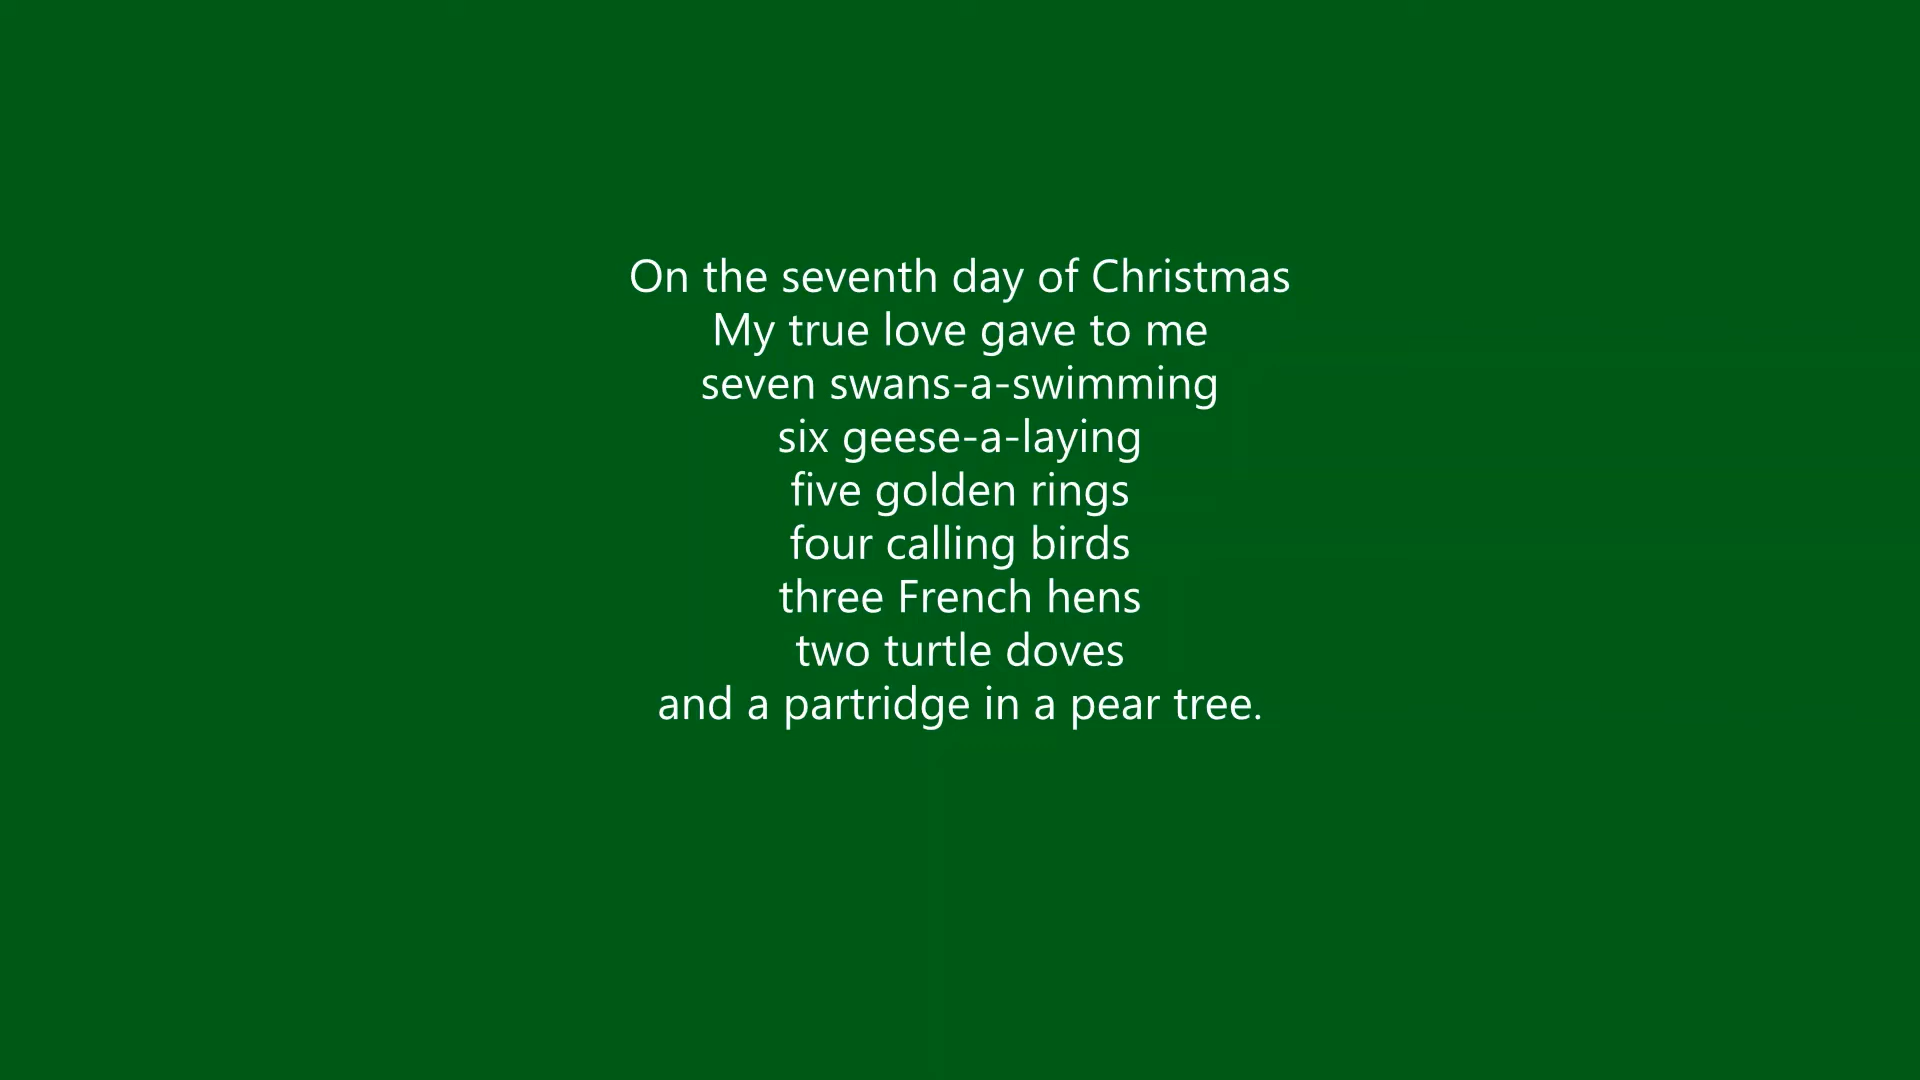 On the seventh day of Christmas
My true love gave to me
seven swans-a-swimming
six geese-a-laying
five golden rings
four calling birds
three French hens
two turtle doves
and a partridge in a pear tree.